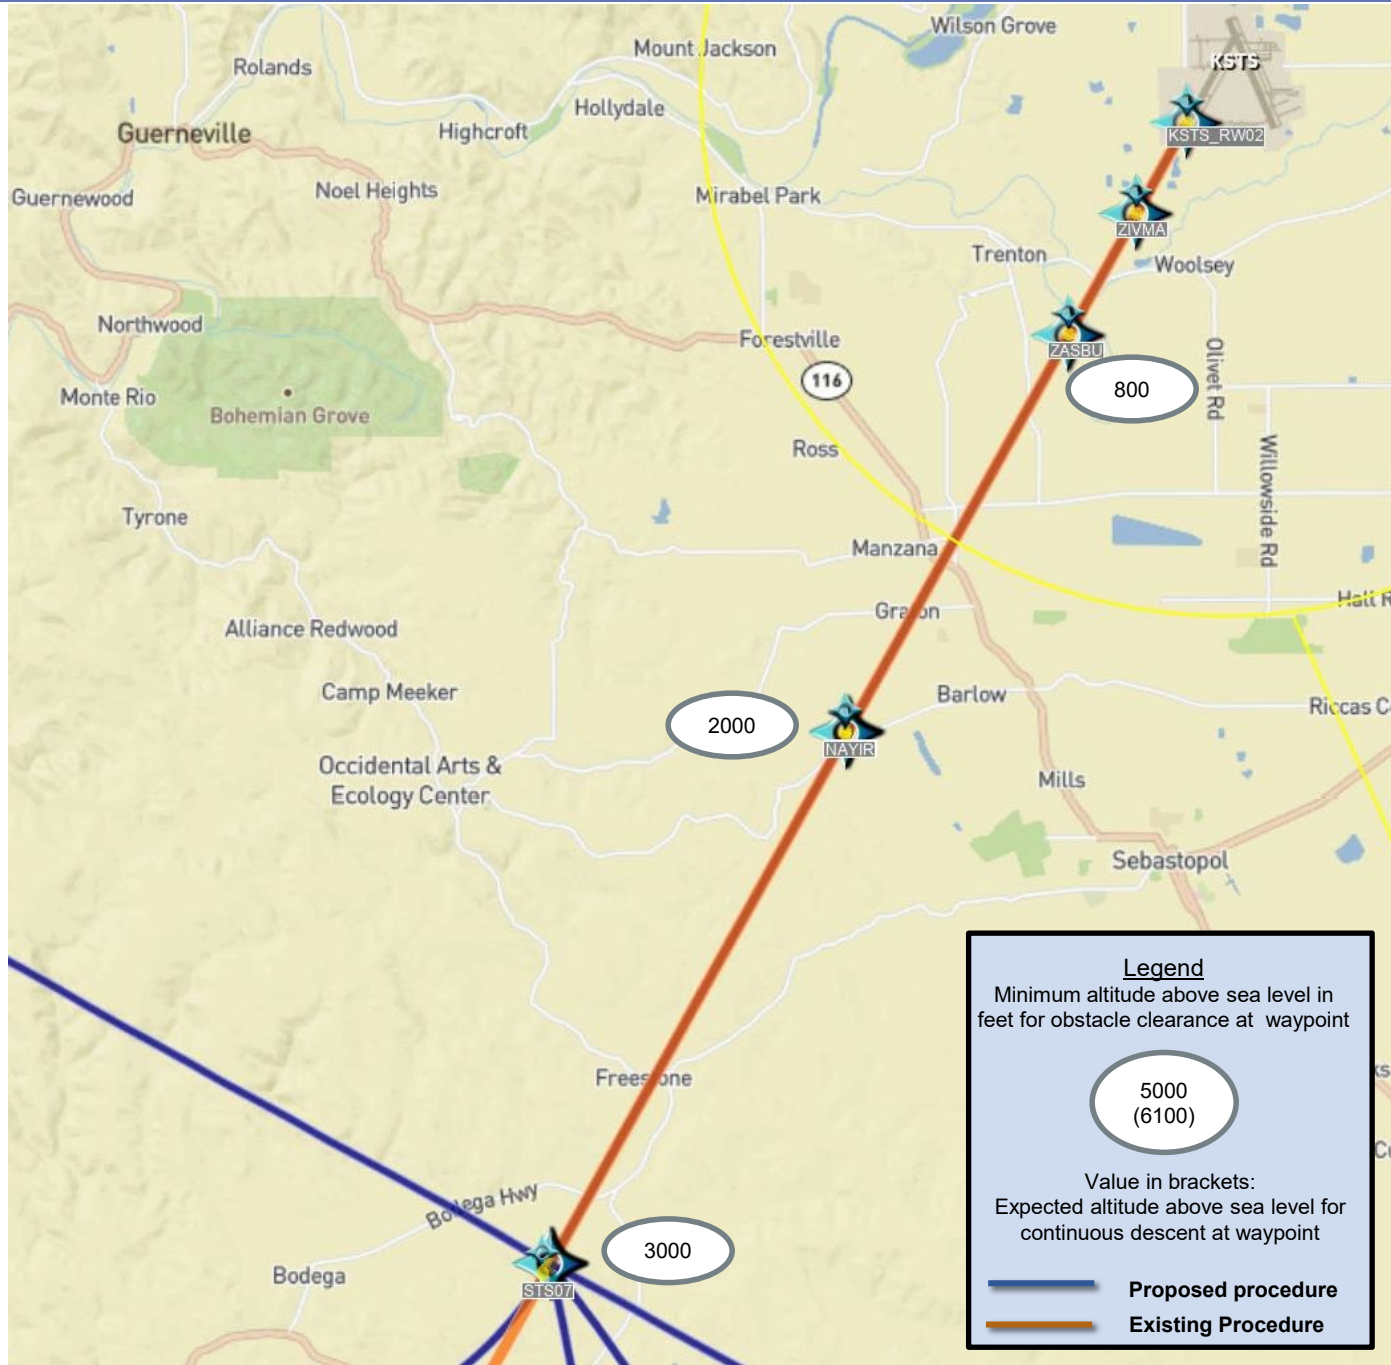 Wilson Grove
Mount Jackson
KSTS
Rolands
Hollydale
Guerneville
Highcroft
KSTS_RW02
Guernewood
Noel Heights
Mirabel Park
ZIVMA
Trenton
Woolsey
Northwood
Forestville
ZASBU
Olivet Rd
116
800
Monte Rio
Bohemian Grove
Ross
Willowside Rd
Tyrone
Manzana
Graton
Hall R
Alliance Redwood
Camp Meeker
Barlow
Riccas C
2000
NAYIR
Occidental Arts &
Ecology Center
Mills
Sebastopol
Freestone
Bodega Hwy
3000
Bodega
STS07
Legend
Minimum altitude above sea level in
feet for obstacle clearance at waypoint
5000
(6100)
Value in brackets:
Expected altitude above sea level for
continuous descent at waypoint
Proposed procedure
Existing Procedure